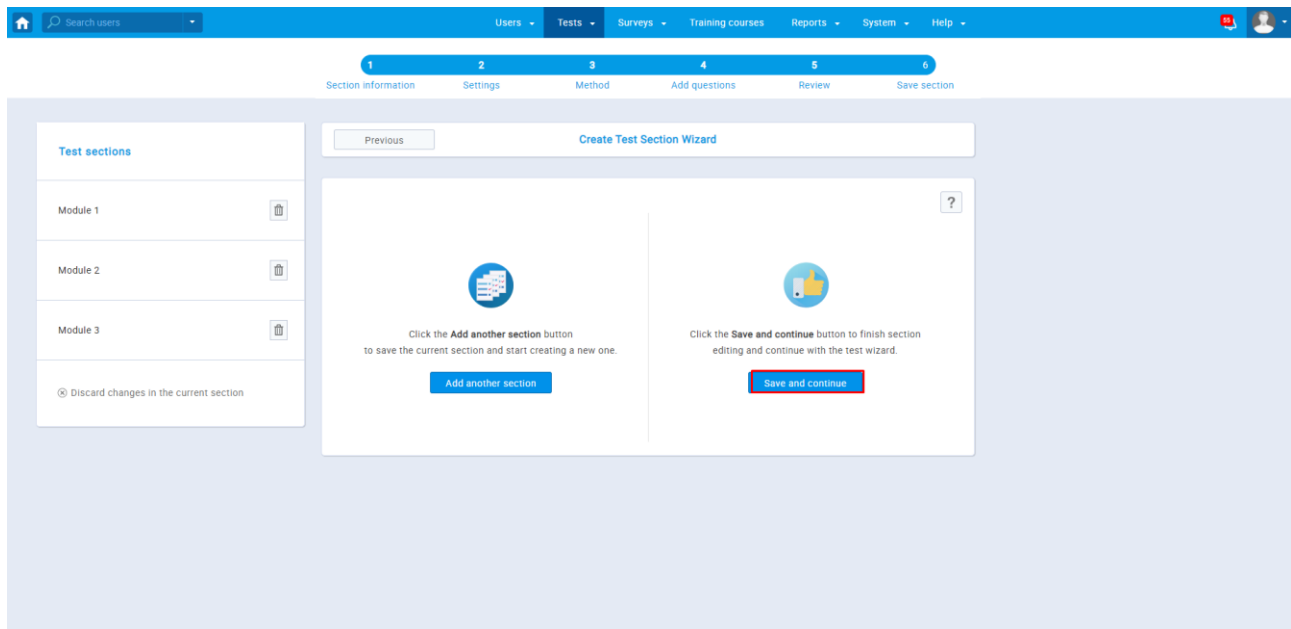 Search users
Users
Tests
Surveys
Training courses
Reports
System
Help
55
1 2 3 4 5 6
Section information Settings Method Add questions Review Save section
Test sections
Module 1
Module 2
Module 3
Discard changes in the current section
Previous
Create Test Section Wizard
?
Click the Add another section button
to save the current section and start creating a new one.
Add another section
Click the Save and continue button to finish section
editing and continue with the test wizard.
Save and continue